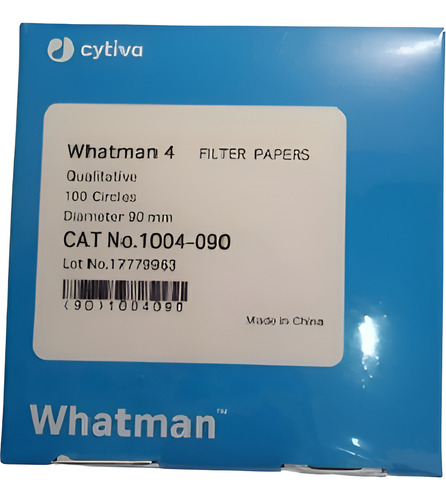 cytiva
Whatman 4 FILTER PAPERS
Qualitative
100 Circles
Diameter 90 mm
CAT No.1004-090
Lot No.17779963
(90)1004090
Made in China
Whatman™